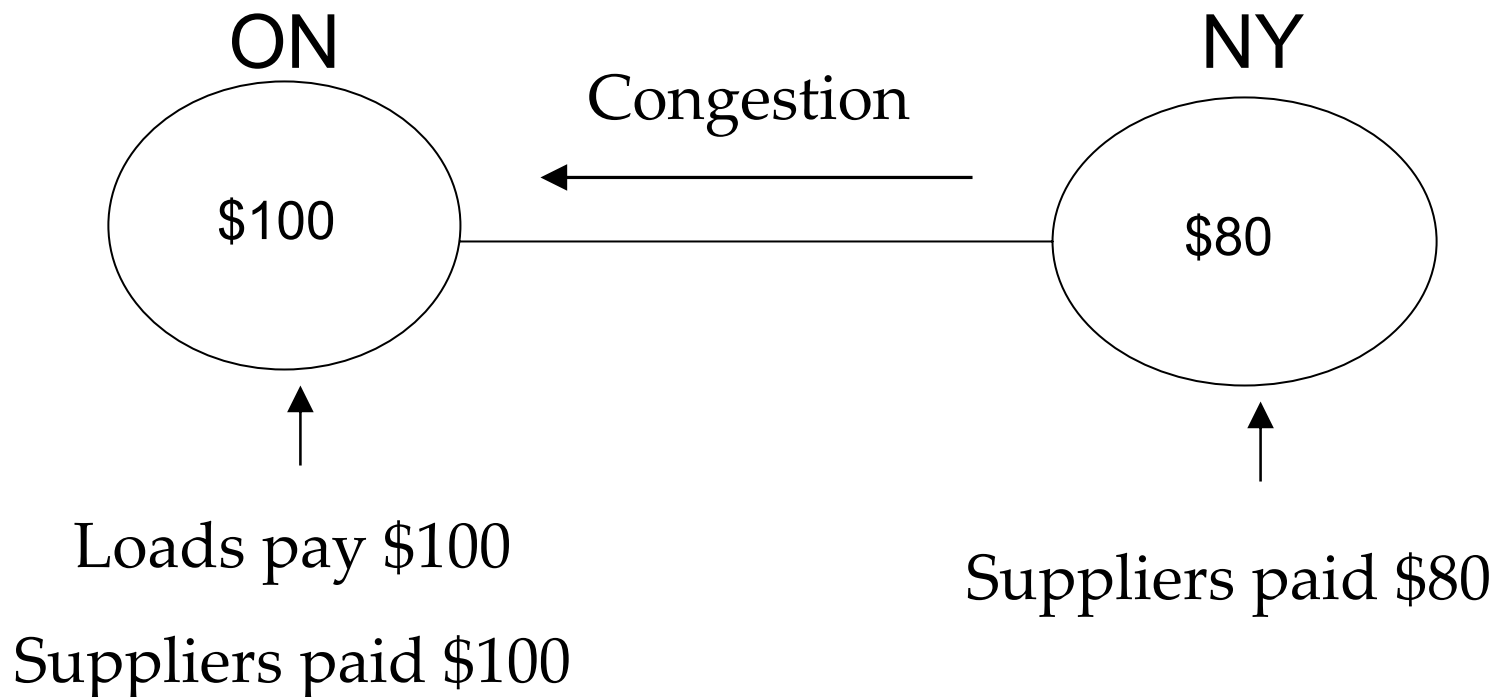 ON
NY
Congestion
$100
$80
Loads pay $100
Suppliers paid $80
Suppliers paid $100